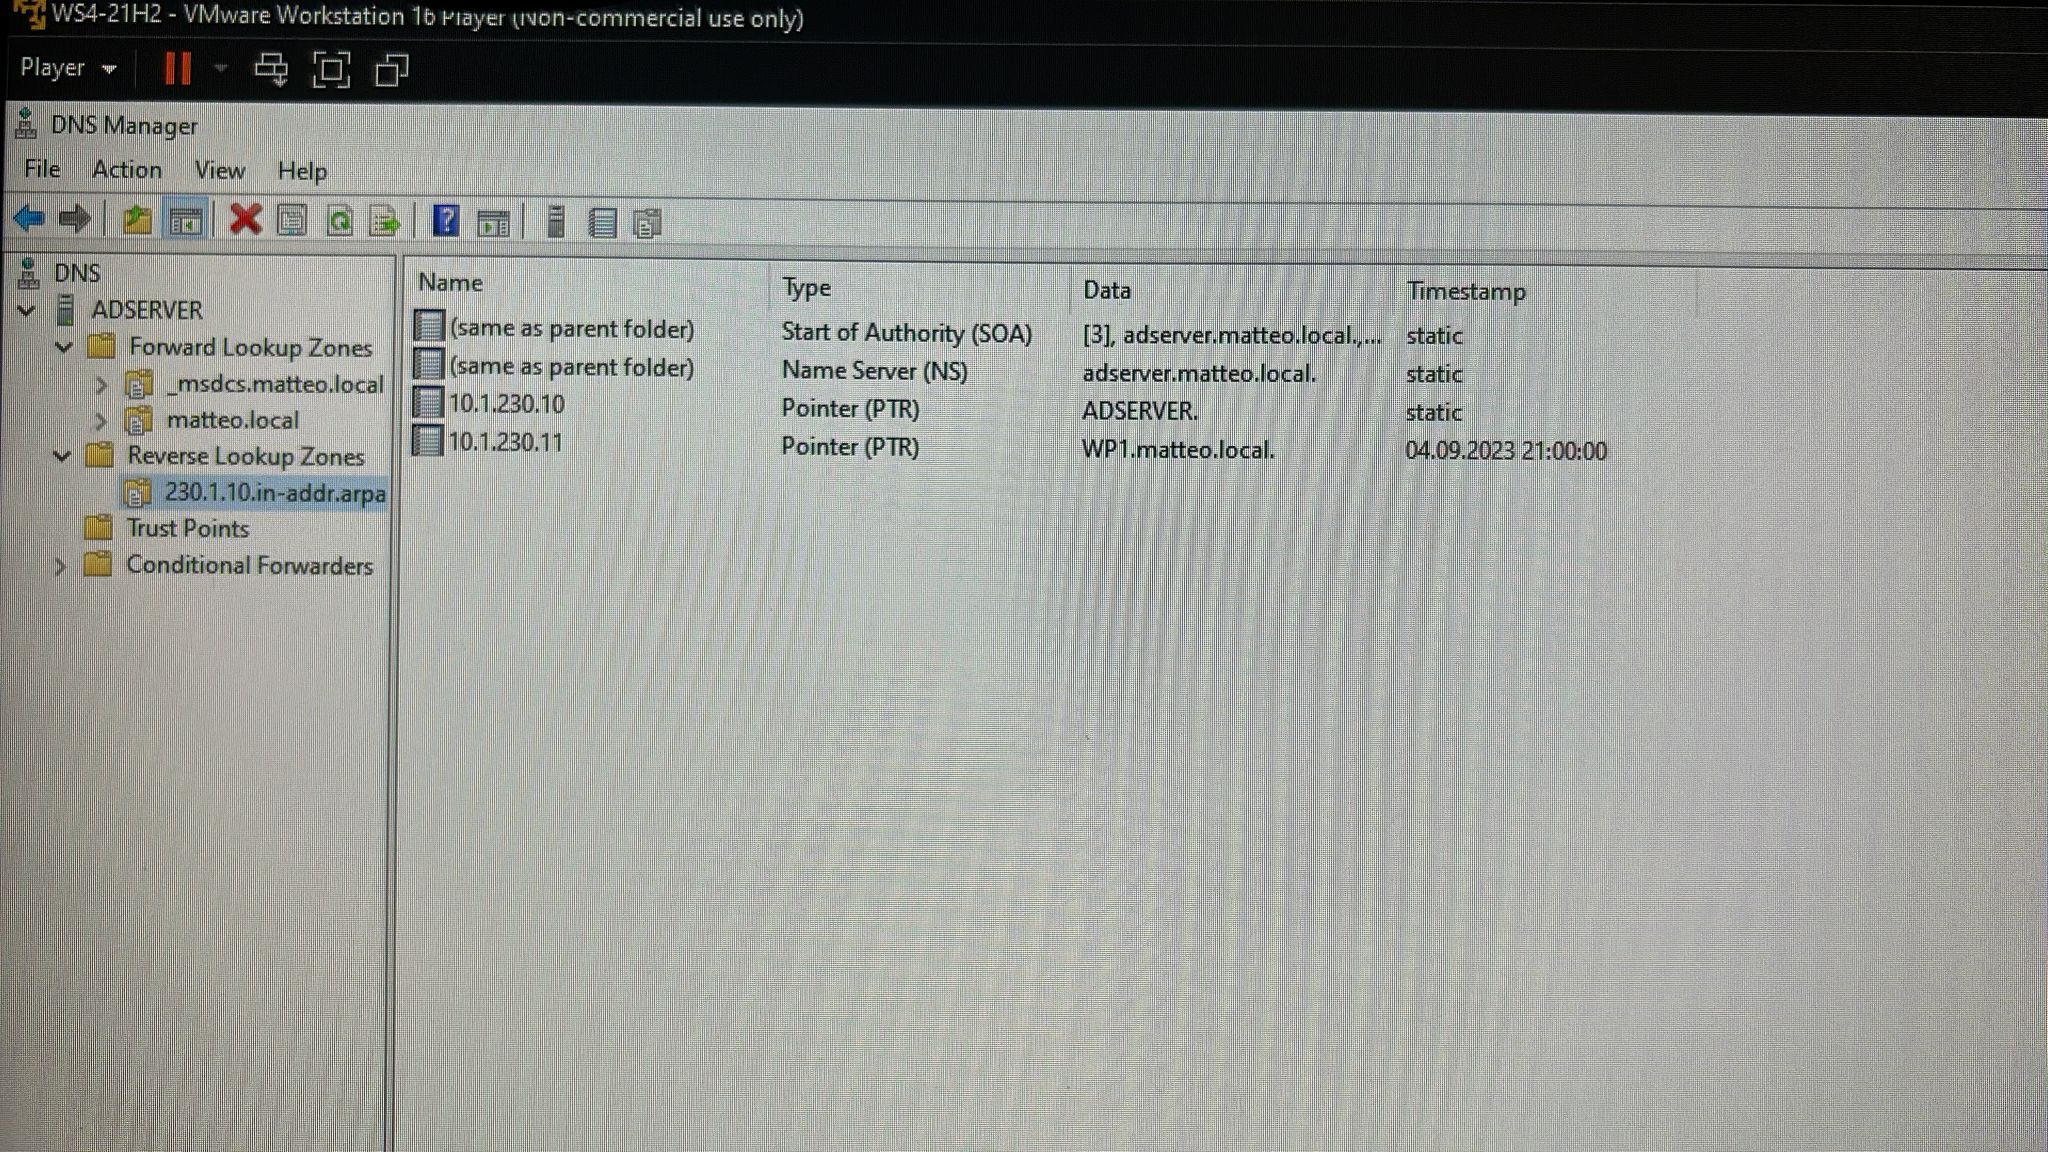 WS4-21H2 - VMware Workstation 16 Player (Non-commercial use only)
Player
DNS Manager
File Action View Help
DNS
ADSERVER
Forward Lookup Zones
_msdcs.matteo.local
matteo.local
Reverse Lookup Zones
230.1.10.in-addr.arpa
Trust Points
Conditional Forwarders
Name Type Data Timestamp
(same as parent folder) Start of Authority (SOA) [3], adserver.matteo.local.,... static
(same as parent folder) Name Server (NS) adserver.matteo.local. static
10.1.230.10 Pointer (PTR) ADSERVER. static
10.1.230.11 Pointer (PTR) WP1.matteo.local. 04.09.2023 21:00:00